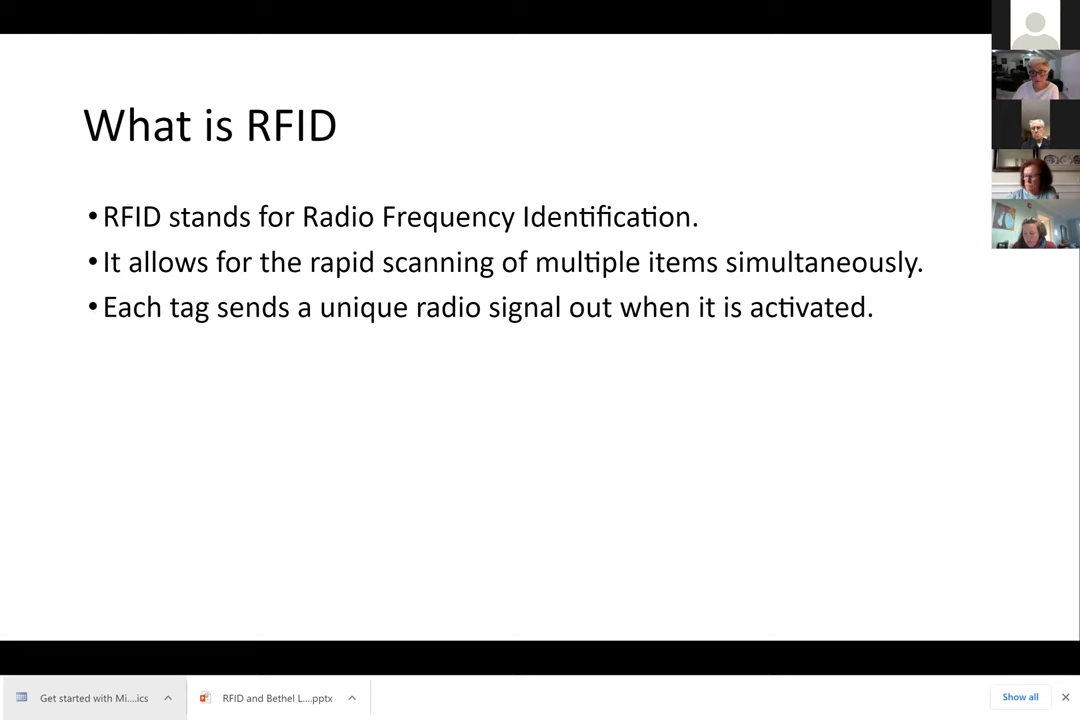 What is RFID
•RFID stands for Radio Frequency Identification.
•It allows for the rapid scanning of multiple items simultaneously.
•Each tag sends a unique radio signal out when it is activated.
Get started with Mi....ics
RFID and Bethel L....pptx
Show all